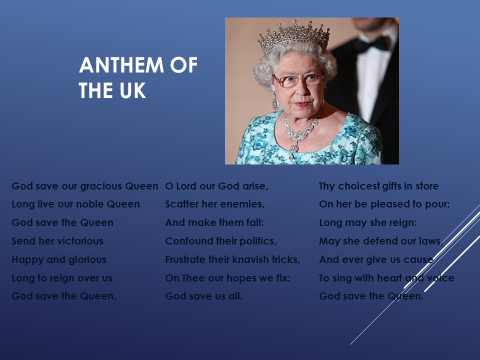 ANTHEM OF
THE UK
God save our gracious Queen
Long live our noble Queen
God save the Queen
Send her victorious
Happy and glorious
Long to reign over us
God save the Queen.
O Lord our God arise,
Scatter her enemies,
And make them fall:
Confound their politics,
Frustrate their knavish tricks,
On Thee our hopes we fix:
God save us all.
Thy choicest gifts in store
On her be pleased to pour;
Long may she reign:
May she defend our laws,
And ever give us cause
To sing with heart and voice
God save the Queen.